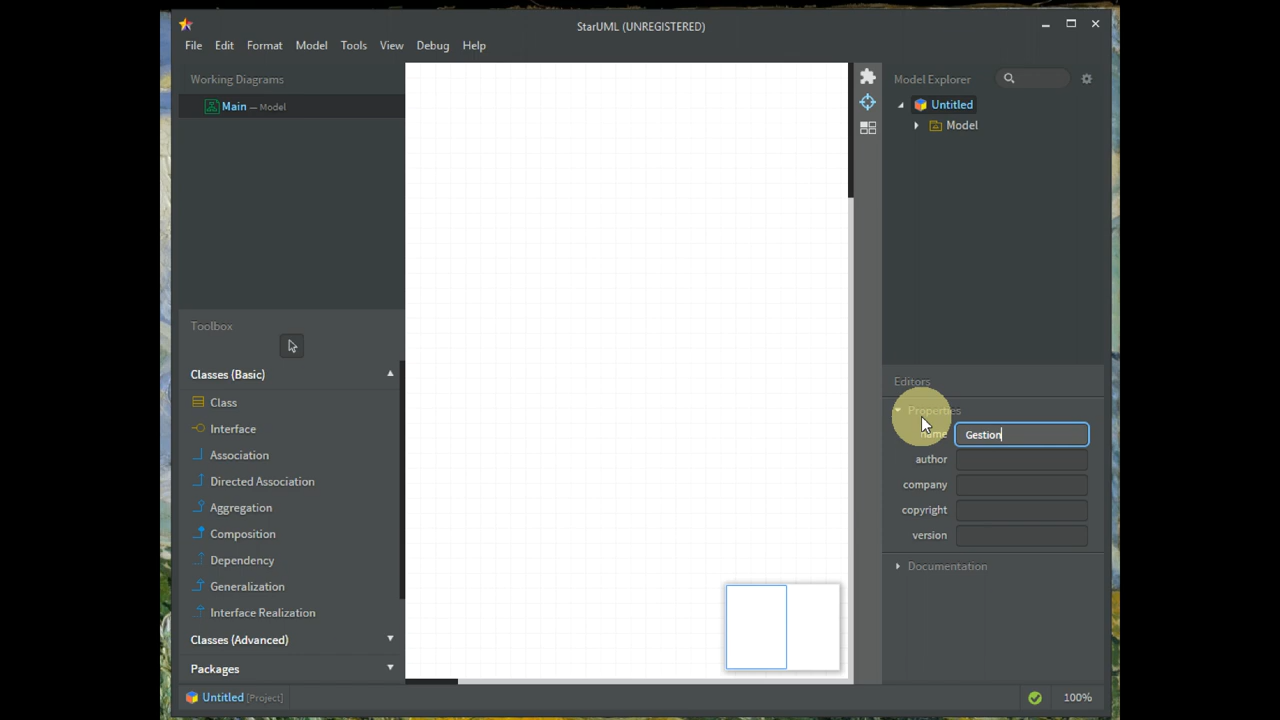 StarUML (UNREGISTERED)
File Edit Format Model Tools View Debug Help
Working Diagrams
Main — Model
Toolbox
Classes (Basic)
Class
Interface
Association
Directed Association
Aggregation
Composition
Dependency
Generalization
Interface Realization
Classes (Advanced)
Packages
Model Explorer
Untitled
Model
Editors
Properties
name Gestion
author
company
copyright
version
Documentation
Untitled [Project]
100%